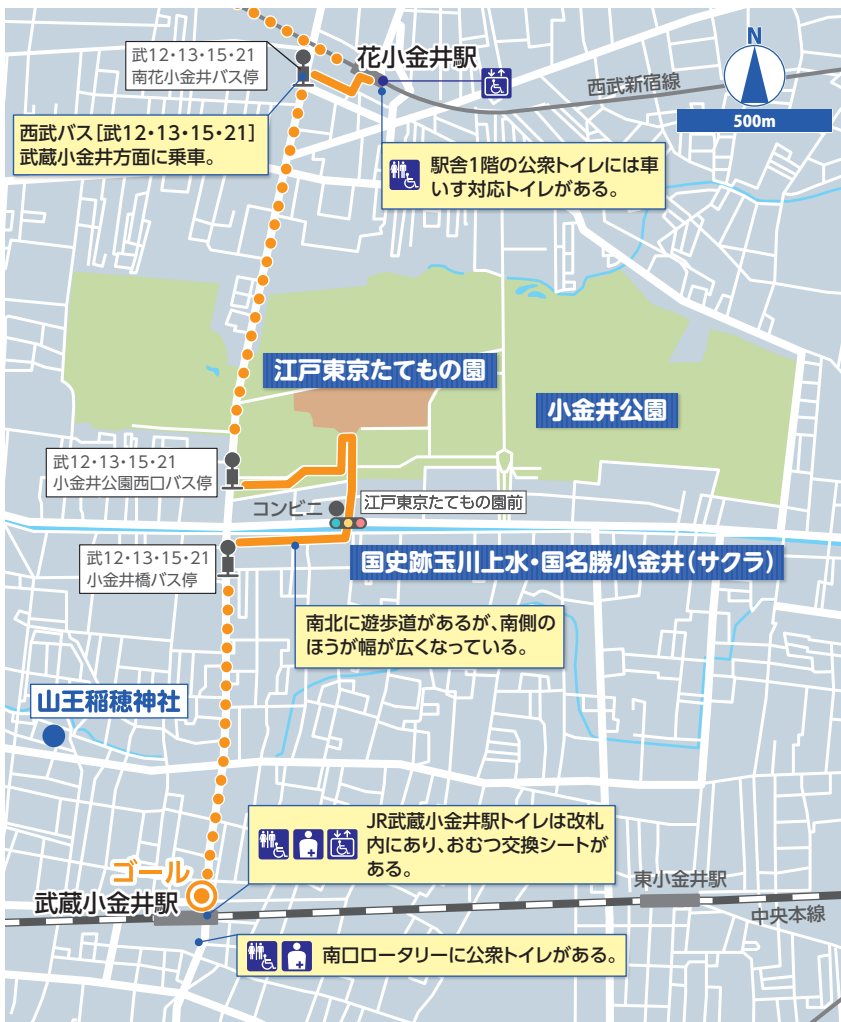 武12・13・15・21
南花小金井バス停
花小金井駅
西武新宿線
N
500m
西武バス[武12・13・15・21]
武蔵小金井方面に乗車。
駅舎1階の公衆トイレには車
いす対応トイレがある。
江戸東京たてもの園
小金井公園
武12・13・15・21
小金井公園西口バス停
コンビニ
江戸東京たてもの園前
武12・13・15・21
小金井橋バス停
国史跡玉川上水・国名勝小金井(サクラ)
南北に遊歩道があるが、南側の
ほうが幅が広くなっている。
山王稲穂神社
JR武蔵小金井駅トイレは改札
内にあり、おむつ交換シートが
ある。
ゴール
武蔵小金井駅
東小金井駅
中央本線
南口ロータリーに公衆トイレがある。